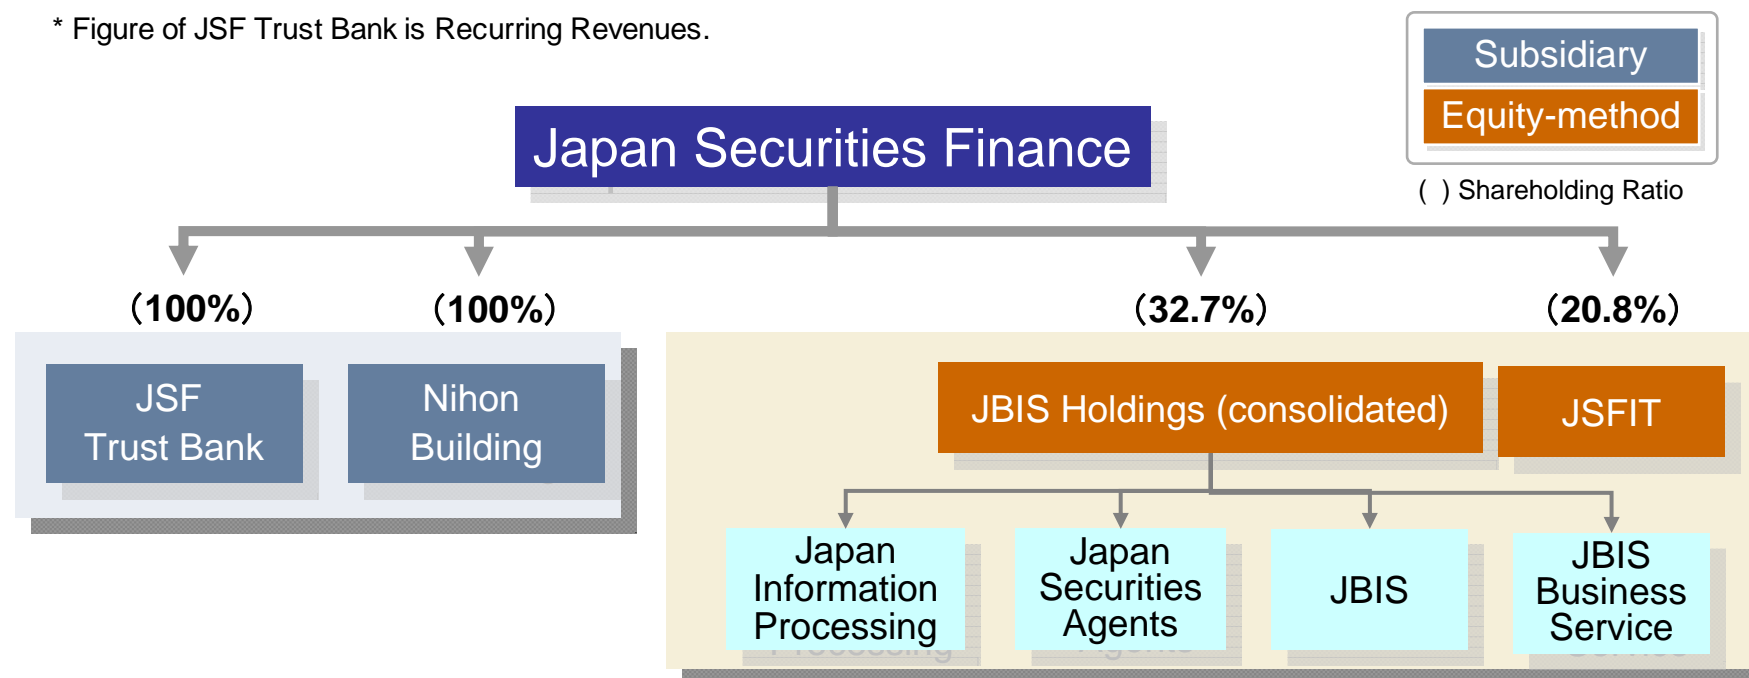 * Figure of JSF Trust Bank is Recurring Revenues.
Subsidiary
Equity-method
( ) Shareholding Ratio
Japan Securities Finance
（100%）
（100%）
（32.7%）
（20.8%）
JSF
Trust Bank
Nihon
Building
JBIS Holdings (consolidated)
JSFIT
Japan
Information
Processing
Japan
Securities
Agents
JBIS
JBIS
Business
Service